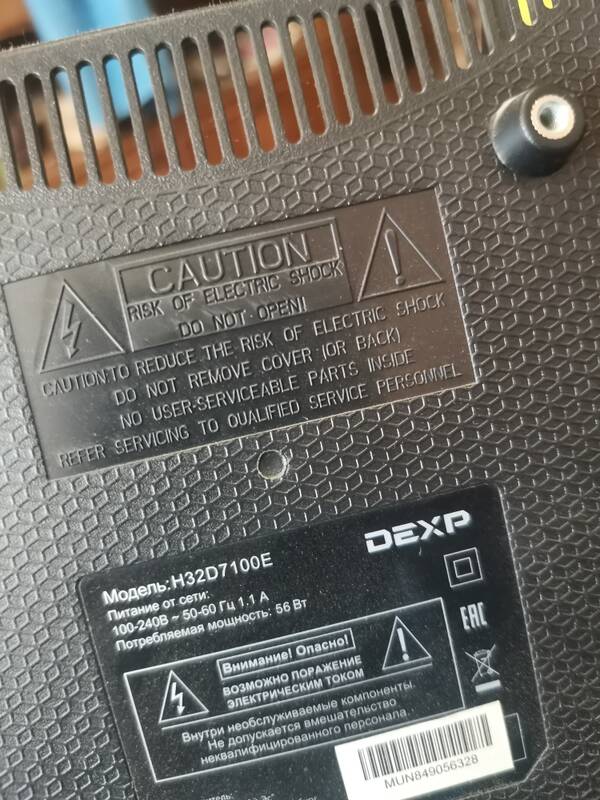 CAUTION
RISK OF ELECTRIC SHOCK
DO NOT OPEN!
CAUTION:TO REDUCE THE RISK OF ELECTRIC SHOCK
DO NOT REMOVE COVER (OR BACK)
NO USER-SERVICEABLE PARTS INSIDE
REFER SERVICING TO QUALIFIED SERVICE PERSONNEL
DEXP
Модель:H32D7100E
Питание от сети:
100-240В ~ 50-60 Гц 1.1 А
Потребляемая мощность: 56 Вт
EAC
Внимание! Опасно!
ВОЗМОЖНО ПОРАЖЕНИЕ
ЭЛЕКТРИЧЕСКИМ ТОКОМ
Внутри необслуживаемые компоненты.
Не допускается вмешательство
неквалифицированного персонала.
MUN849056328